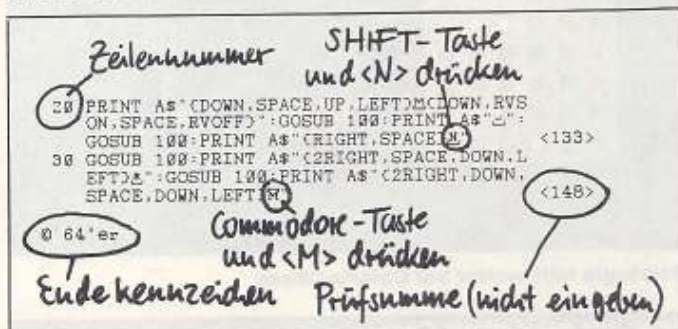 Zeilennummer
SHIFT-Taste
und <N> drücken
20 PRINT A$"{DOWN,SPACE,UP,LEFT}M{DOWN,RVS
ON,SPACE,RVOFF}":GOSUB 100:PRINT A$"
GOSUB 100:PRINT A$"{RIGHT,SPACE}N" <133>
30 GOSUB 100:PRINT A$"{2RIGHT,SPACE,DOWN,L
EFT}":GOSUB 100:PRINT A$"{2RIGHT,DOWN,
SPACE,DOWN,LEFT}M" <148>
© 64'er
Commodore-Taste
und <M> drücken
Endekennzeichen
Prüfsumme (nicht eingeben)